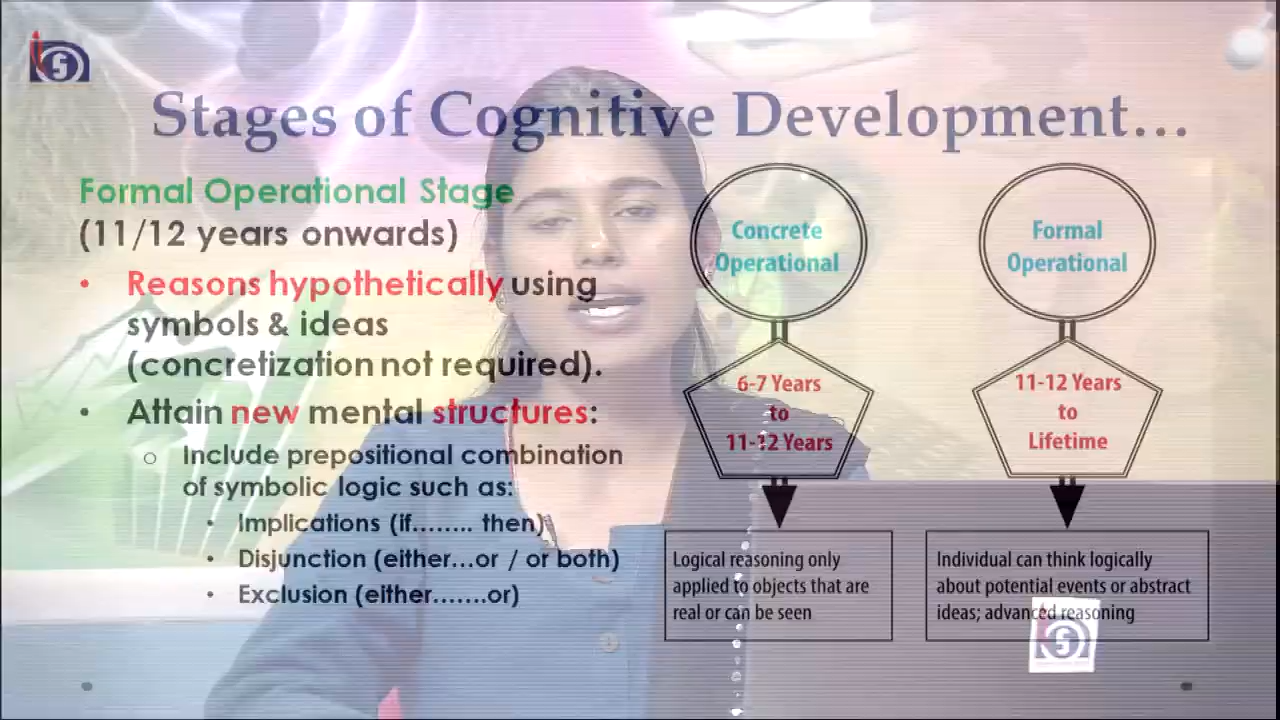 Stages of Cognitive Development...
Formal Operational Stage
(11/12 years onwards)
• Reasons hypothetically using
symbols & ideas
(concretization not required).
• Attain new mental structures:
o Include prepositional combination
of symbolic logic such as:
• Implications (if........ then)
• Disjunction (either...or / or both)
• Exclusion (either.......or)
Concrete
Operational
6-7 Years
to
11-12 Years
Logical reasoning only
applied to objects that are
real or can be seen
Formal
Operational
11-12 Years
to
Lifetime
Individual can think logically
about potential events or abstract
ideas; advanced reasoning